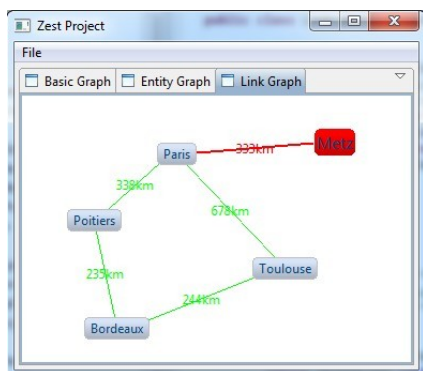 Zest Project
File
Basic Graph Entity Graph Link Graph
Paris
333km
Metz
338km
678km
Poitiers
235km
Toulouse
244km
Bordeaux